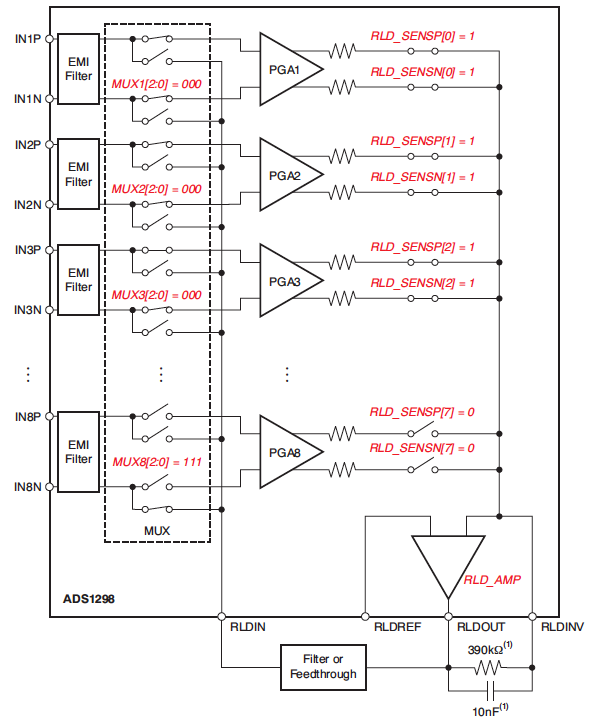 IN1P
EMI
Filter
IN1N
MUX1[2:0] = 000
PGA1
RLD_SENSP[0] = 1
RLD_SENSN[0] = 1
IN2P
EMI
Filter
IN2N
MUX2[2:0] = 000
PGA2
RLD_SENSP[1] = 1
RLD_SENSN[1] = 1
IN3P
EMI
Filter
IN3N
MUX3[2:0] = 000
PGA3
RLD_SENSP[2] = 1
RLD_SENSN[2] = 1
IN8P
EMI
Filter
IN8N
MUX8[2:0] = 111
PGA8
RLD_SENSP[7] = 0
RLD_SENSN[7] = 0
MUX
RLD_AMP
ADS1298
RLDIN
RLDREF
RLDOUT
RLDINV
Filter or
Feedthrough
390kΩ(1)
10nF(1)